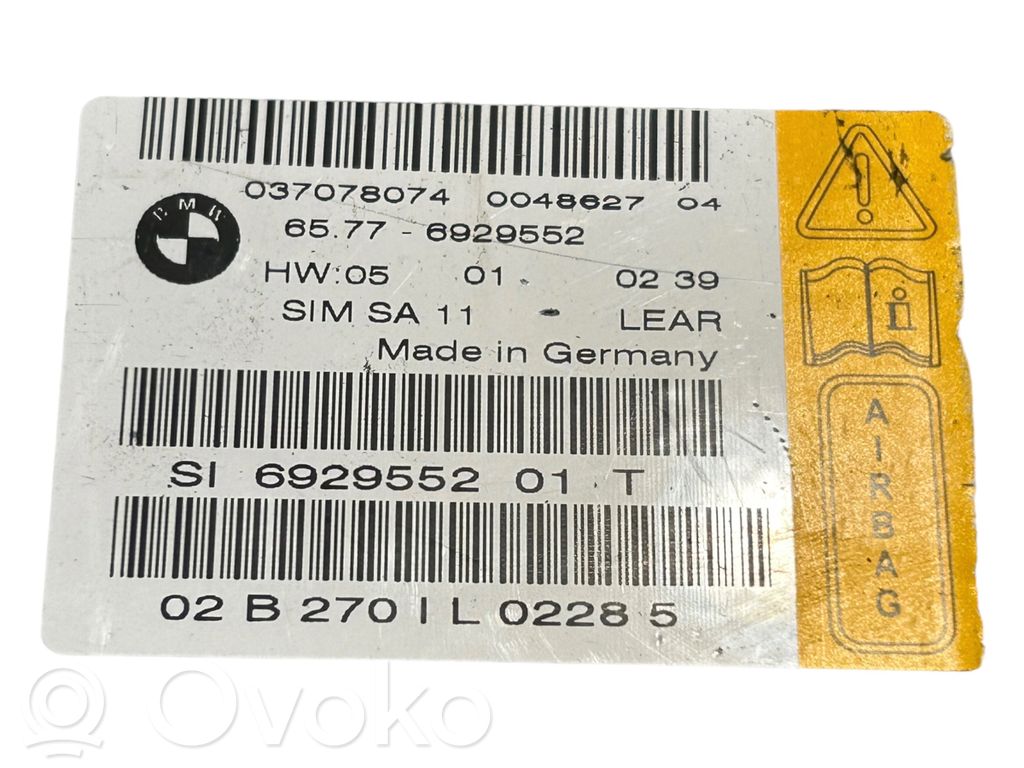 037078074 0048627 04
BMW
65.77 - 6929552
HW:05 01 02 39
SIM SA 11 - LEAR
Made in Germany
SI 6929552 01 T
02 B 270 I L 0228 5
i
AIRBAG
Ovoko